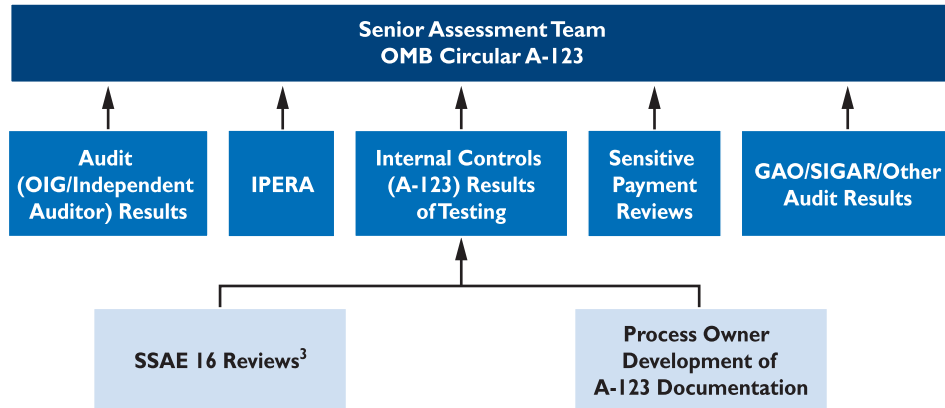 Senior Assessment Team
OMB Circular A-123
Audit
(OIG/Independent
Auditor) Results
IPERA
Internal Controls
(A-123) Results
of Testing
Sensitive
Payment
Reviews
GAO/SIGAR/Other
Audit Results
SSAE 16 Reviews³
Process Owner
Development of
A-123 Documentation